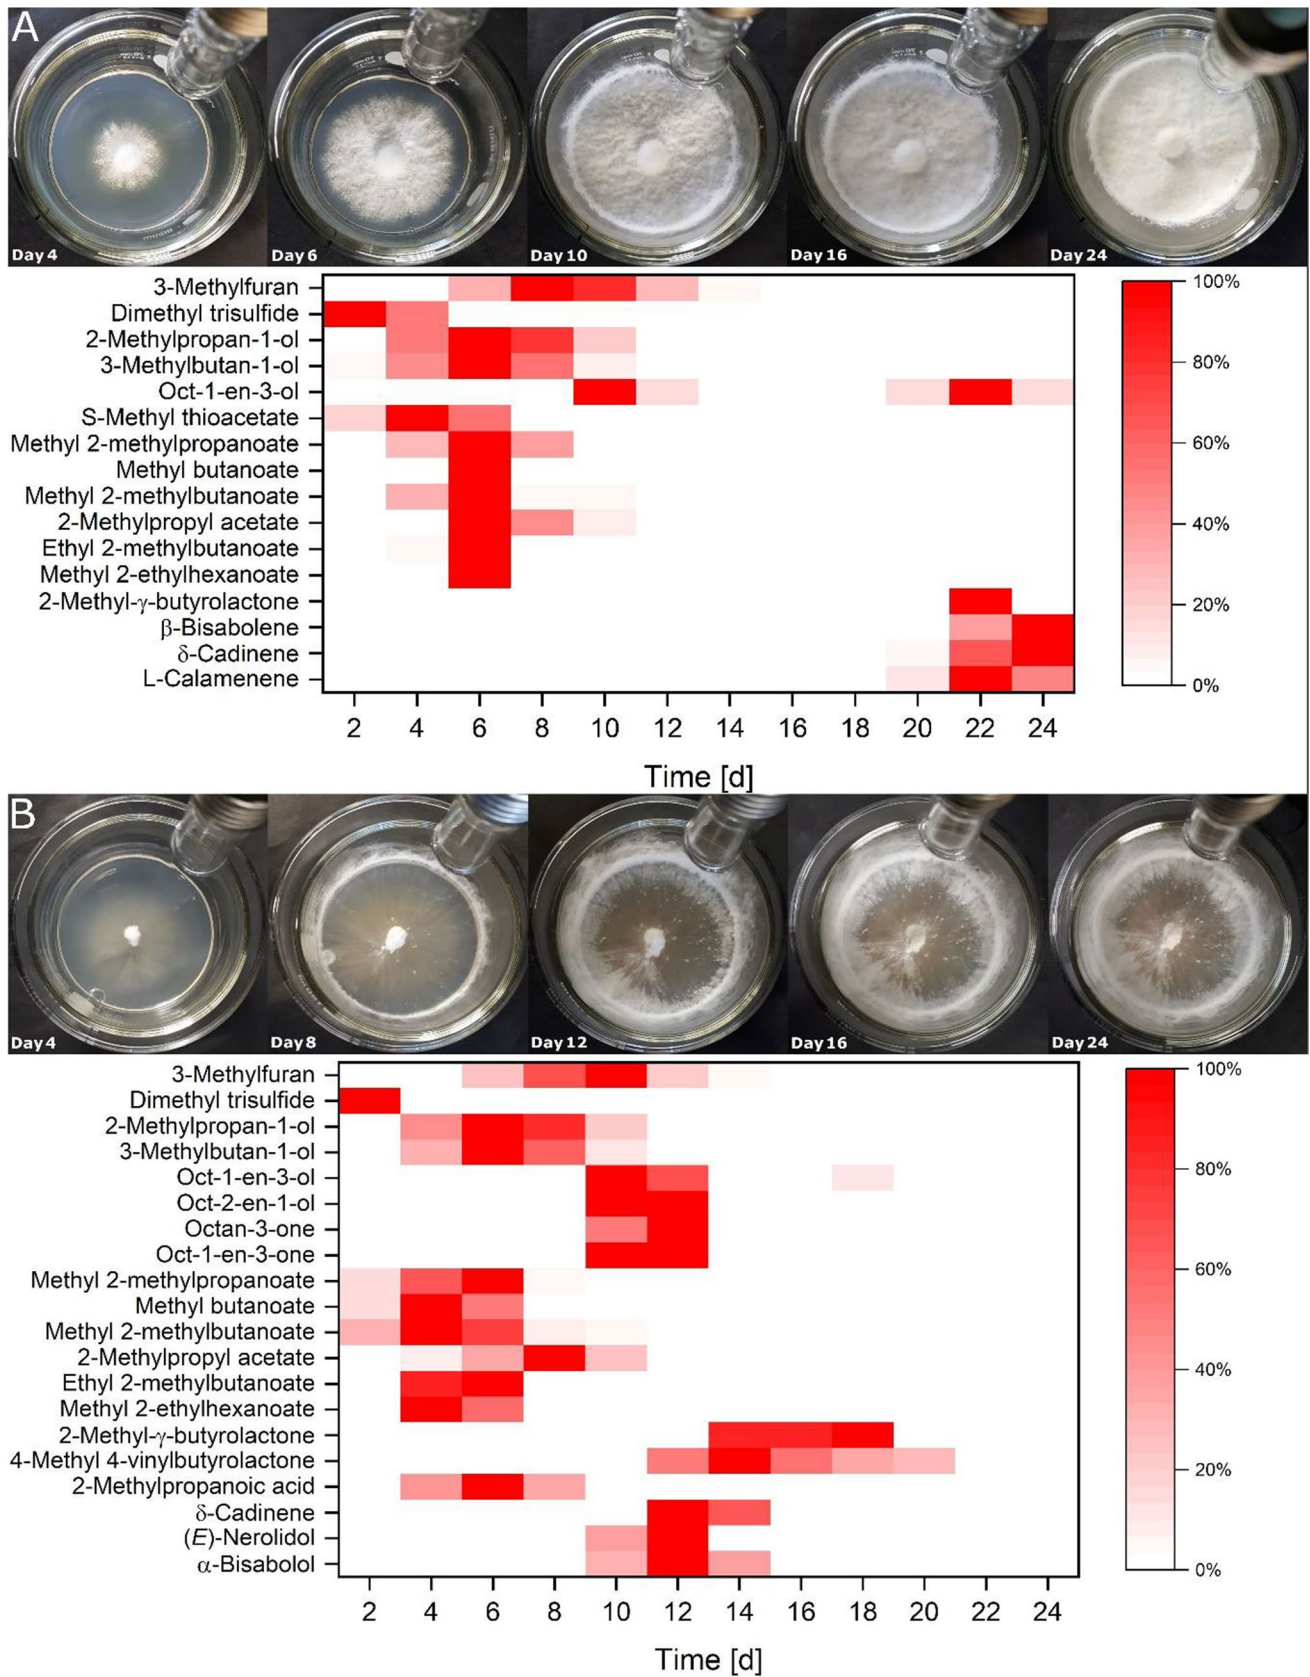 A
Day 4
Day 6
Day 10
Day 16
Day 24
3-Methylfuran
Dimethyl trisulfide
2-Methylpropan-1-ol
3-Methylbutan-1-ol
Oct-1-en-3-ol
S-Methyl thioacetate
Methyl 2-methylpropanoate
Methyl butanoate
Methyl 2-methylbutanoate
2-Methylpropyl acetate
Ethyl 2-methylbutanoate
Methyl 2-ethylhexanoate
2-Methyl-γ-butyrolactone
β-Bisabolene
δ-Cadinene
L-Calamenene
2 4 6 8 10 12 14 16 18 20 22 24
Time [d]
100%
80%
60%
40%
20%
0%
B
Day 4
Day 8
Day 12
Day 16
Day 24
3-Methylfuran
Dimethyl trisulfide
2-Methylpropan-1-ol
3-Methylbutan-1-ol
Oct-1-en-3-ol
Oct-2-en-1-ol
Octan-3-one
Oct-1-en-3-one
Methyl 2-methylpropanoate
Methyl butanoate
Methyl 2-methylbutanoate
2-Methylpropyl acetate
Ethyl 2-methylbutanoate
Methyl 2-ethylhexanoate
2-Methyl-γ-butyrolactone
4-Methyl 4-vinylbutyrolactone
2-Methylpropanoic acid
δ-Cadinene
(E)-Nerolidol
α-Bisabolol
2 4 6 8 10 12 14 16 18 20 22 24
Time [d]
100%
80%
60%
40%
20%
0%